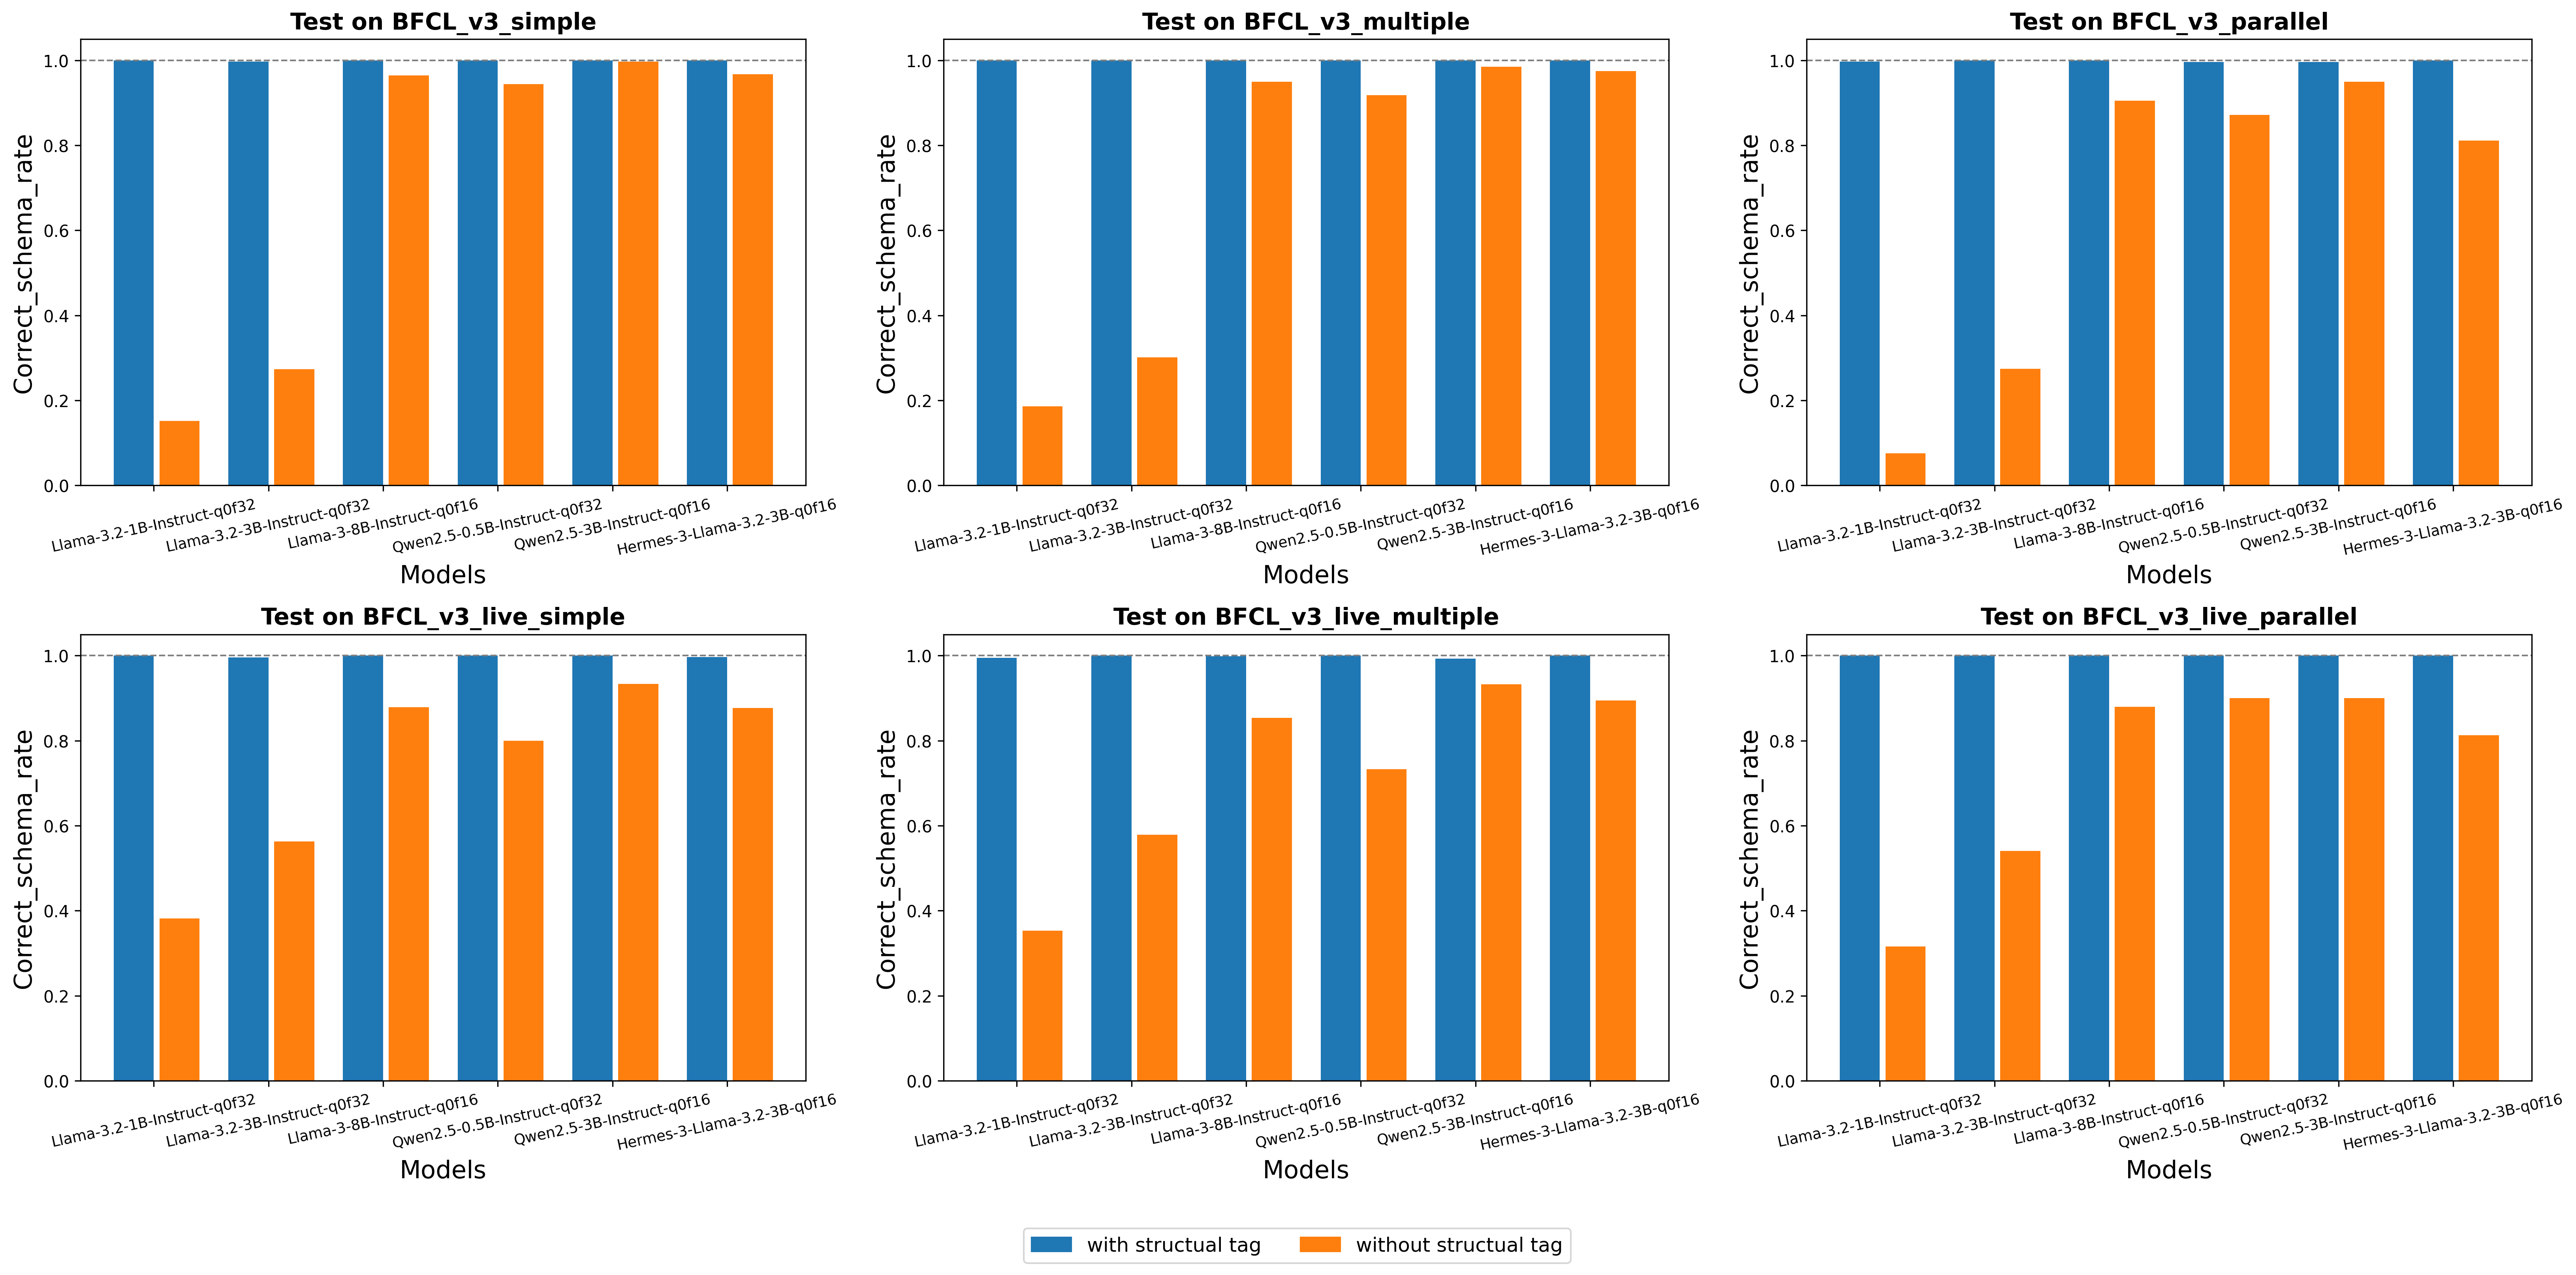 Test on BFCL_v3_simple
Correct_schema_rate
1.0
0.8
0.6
0.4
0.2
0.0
Llama-3.2-1B-Instruct-q0f32
Llama-3.2-3B-Instruct-q0f32
Llama-3-8B-Instruct-q0f16
Qwen2.5-0.5B-Instruct-q0f32
Qwen2.5-3B-Instruct-q0f16
Hermes-3-Llama-3.2-3B-q0f16
Models
Test on BFCL_v3_multiple
Correct_schema_rate
1.0
0.8
0.6
0.4
0.2
0.0
Llama-3.2-1B-Instruct-q0f32
Llama-3.2-3B-Instruct-q0f32
Llama-3-8B-Instruct-q0f16
Qwen2.5-0.5B-Instruct-q0f32
Qwen2.5-3B-Instruct-q0f16
Hermes-3-Llama-3.2-3B-q0f16
Models
Test on BFCL_v3_parallel
Correct_schema_rate
1.0
0.8
0.6
0.4
0.2
0.0
Llama-3.2-1B-Instruct-q0f32
Llama-3.2-3B-Instruct-q0f32
Llama-3-8B-Instruct-q0f16
Qwen2.5-0.5B-Instruct-q0f32
Qwen2.5-3B-Instruct-q0f16
Hermes-3-Llama-3.2-3B-q0f16
Models
Test on BFCL_v3_live_simple
Correct_schema_rate
1.0
0.8
0.6
0.4
0.2
0.0
Llama-3.2-1B-Instruct-q0f32
Llama-3.2-3B-Instruct-q0f32
Llama-3-8B-Instruct-q0f16
Qwen2.5-0.5B-Instruct-q0f32
Qwen2.5-3B-Instruct-q0f16
Hermes-3-Llama-3.2-3B-q0f16
Models
Test on BFCL_v3_live_multiple
Correct_schema_rate
1.0
0.8
0.6
0.4
0.2
0.0
Llama-3.2-1B-Instruct-q0f32
Llama-3.2-3B-Instruct-q0f32
Llama-3-8B-Instruct-q0f16
Qwen2.5-0.5B-Instruct-q0f32
Qwen2.5-3B-Instruct-q0f16
Hermes-3-Llama-3.2-3B-q0f16
Models
Test on BFCL_v3_live_parallel
Correct_schema_rate
1.0
0.8
0.6
0.4
0.2
0.0
Llama-3.2-1B-Instruct-q0f32
Llama-3.2-3B-Instruct-q0f32
Llama-3-8B-Instruct-q0f16
Qwen2.5-0.5B-Instruct-q0f32
Qwen2.5-3B-Instruct-q0f16
Hermes-3-Llama-3.2-3B-q0f16
Models
with structual tag
without structual tag